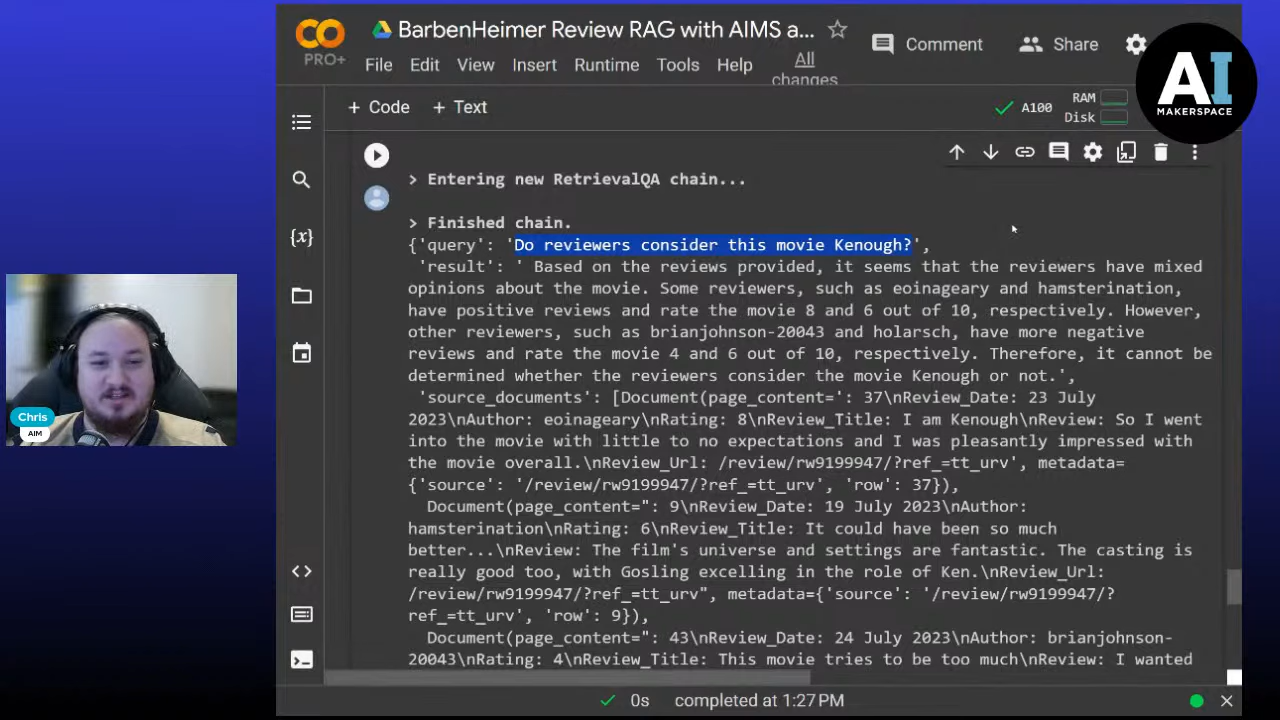 CO
PRO+
BarbenHeimer Review RAG with AIMS a...
File Edit View Insert Runtime Tools Help
All
changes
Comment
Share
AI
MAKERSPACE
+ Code + Text
A100
RAM
Disk
{x}
> Entering new RetrievalQA chain...
> Finished chain.
{'query': 'Do reviewers consider this movie Kenough?',
'result': ' Based on the reviews provided, it seems that the reviewers have mixed
opinions about the movie. Some reviewers, such as eoinageary and hamsterination,
have positive reviews and rate the movie 8 and 6 out of 10, respectively. However,
other reviewers, such as brianjohnson-20043 and holarsch, have more negative
reviews and rate the movie 4 and 6 out of 10, respectively. Therefore, it cannot be
determined whether the reviewers consider the movie Kenough or not.',
'source_documents': [Document(page_content=': 37\nReview_Date: 23 July
2023\nAuthor: eoinageary\nRating: 8\nReview_Title: I am Kenough\nReview: So I went
into the movie with little to no expectations and I was pleasantly impressed with
the movie overall.\nReview_Url: /review/rw9199947/?ref_=tt_urv', metadata=
{'source': '/review/rw9199947/?ref_=tt_urv', 'row': 37}),
Document(page_content=": 9\nReview_Date: 19 July 2023\nAuthor:
hamsterination\nRating: 6\nReview_Title: It could have been so much
better...\nReview: The film's universe and settings are fantastic. The casting is
really good too, with Gosling excelling in the role of Ken.\nReview_Url:
/review/rw9199947/?ref_=tt_urv", metadata={'source': '/review/rw9199947/?
ref_=tt_urv', 'row': 9}),
Document(page_content=": 43\nReview_Date: 24 July 2023\nAuthor: brianjohnson-
20043\nRating: 4\nReview_Title: This movie tries to be too much\nReview: I wanted
Chris
AIM
0s completed at 1:27PM